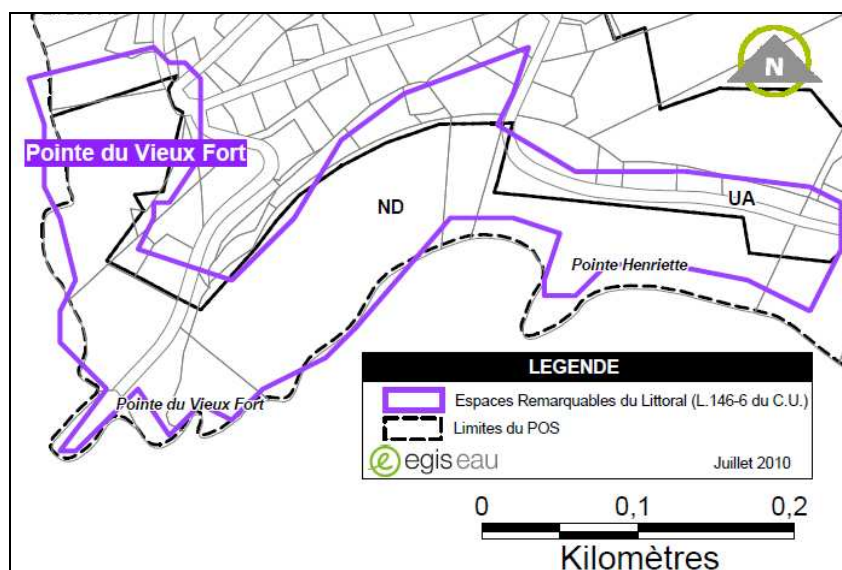 N
Pointe du Vieux Fort
ND
UA
Pointe Henriette
Pointe du Vieux Fort
LEGENDE
Espaces Remarquables du Littoral (L.146-6 du C.U.)
Limites du POS
e egis eau
Juillet 2010
0 0,1 0,2
Kilomètres